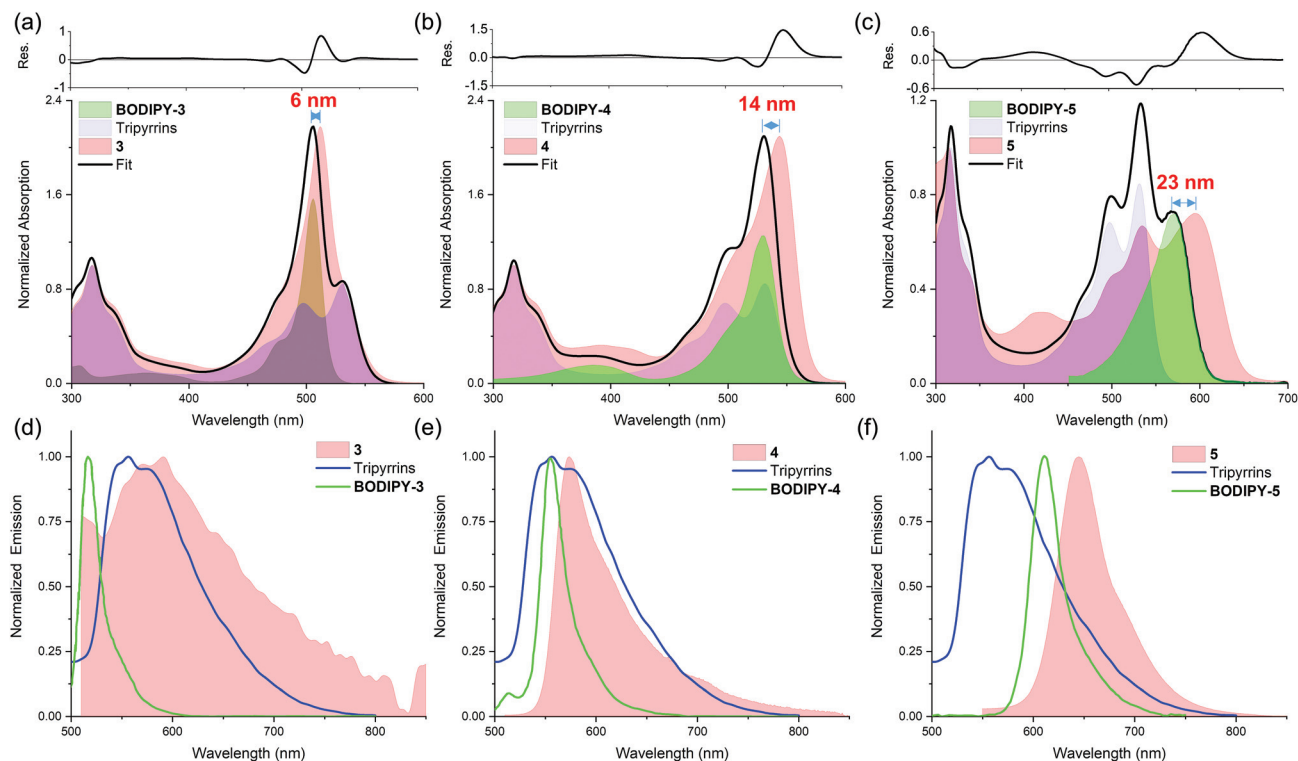 (a)
Res.
1
0
-1
6 nm
BODIPY-3
Tripyrrins
3
Fit
Normalized Absorption
2.4
1.6
0.8
0.0
300 400 500 600
Wavelength (nm)
(b)
Res.
1.5
0
-1.5
14 nm
BODIPY-4
Tripyrrins
4
Fit
Normalized Absorption
2.4
1.6
0.8
0.0
300 400 500 600
Wavelength (nm)
(c)
Res.
0.6
0.0
-0.6
23 nm
BODIPY-5
Tripyrrins
5
Fit
Normalized Absorption
1.2
0.8
0.4
0.0
300 400 500 600 700
Wavelength (nm)
(d)
3
Tripyrrins
BODIPY-3
Normalized Emission
1.00
0.75
0.50
0.25
0.00
500 600 700 800
Wavelength (nm)
(e)
4
Tripyrrins
BODIPY-4
Normalized Emission
1.00
0.75
0.50
0.25
0.00
500 600 700 800
Wavelength (nm)
(f)
5
Tripyrrins
BODIPY-5
Normalized Emission
1.00
0.75
0.50
0.25
0.00
500 600 700 800
Wavelength (nm)